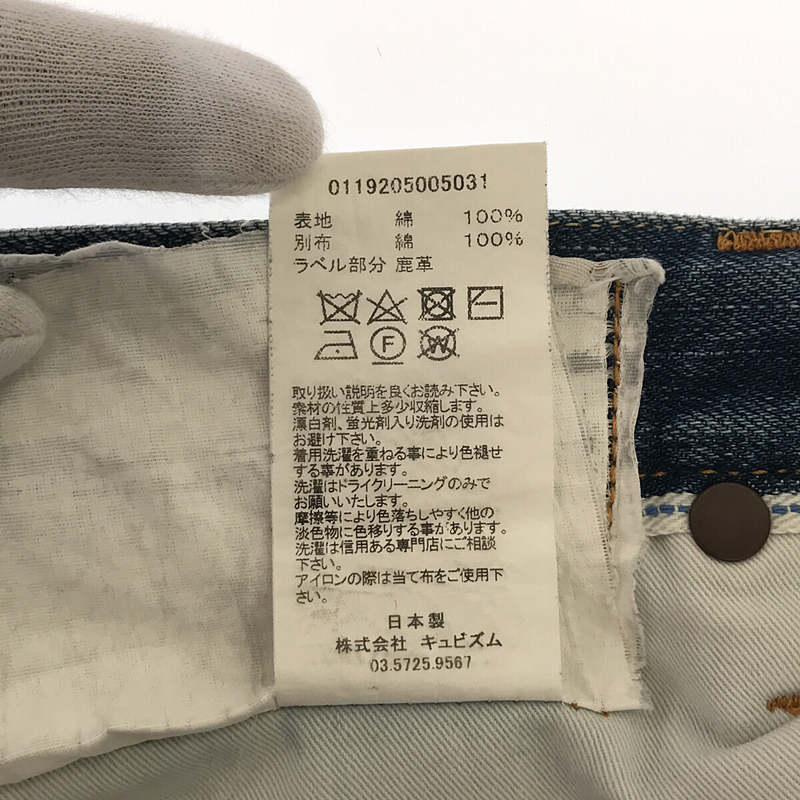 0119205005031
表地 綿 100%
別布 綿 100%
ラベル部分 鹿革
F W
取り扱い説明を良くお読み下さい。
素材の性質上多少収縮します。
漂白剤、蛍光剤入り洗剤の使用は
お避け下さい。
着用洗濯を重ねる事により色褪せ
する事があります。
洗濯はドライクリーニングのみで
お願いいたします。
摩擦等により色落ちしやすく他の
淡色物に色移りする事があります。
洗濯は信用ある専門店にご相談
下さい。
アイロンの際は当て布をご使用下
さい。
日本製
株式会社 キュビズム
03.5725.9567